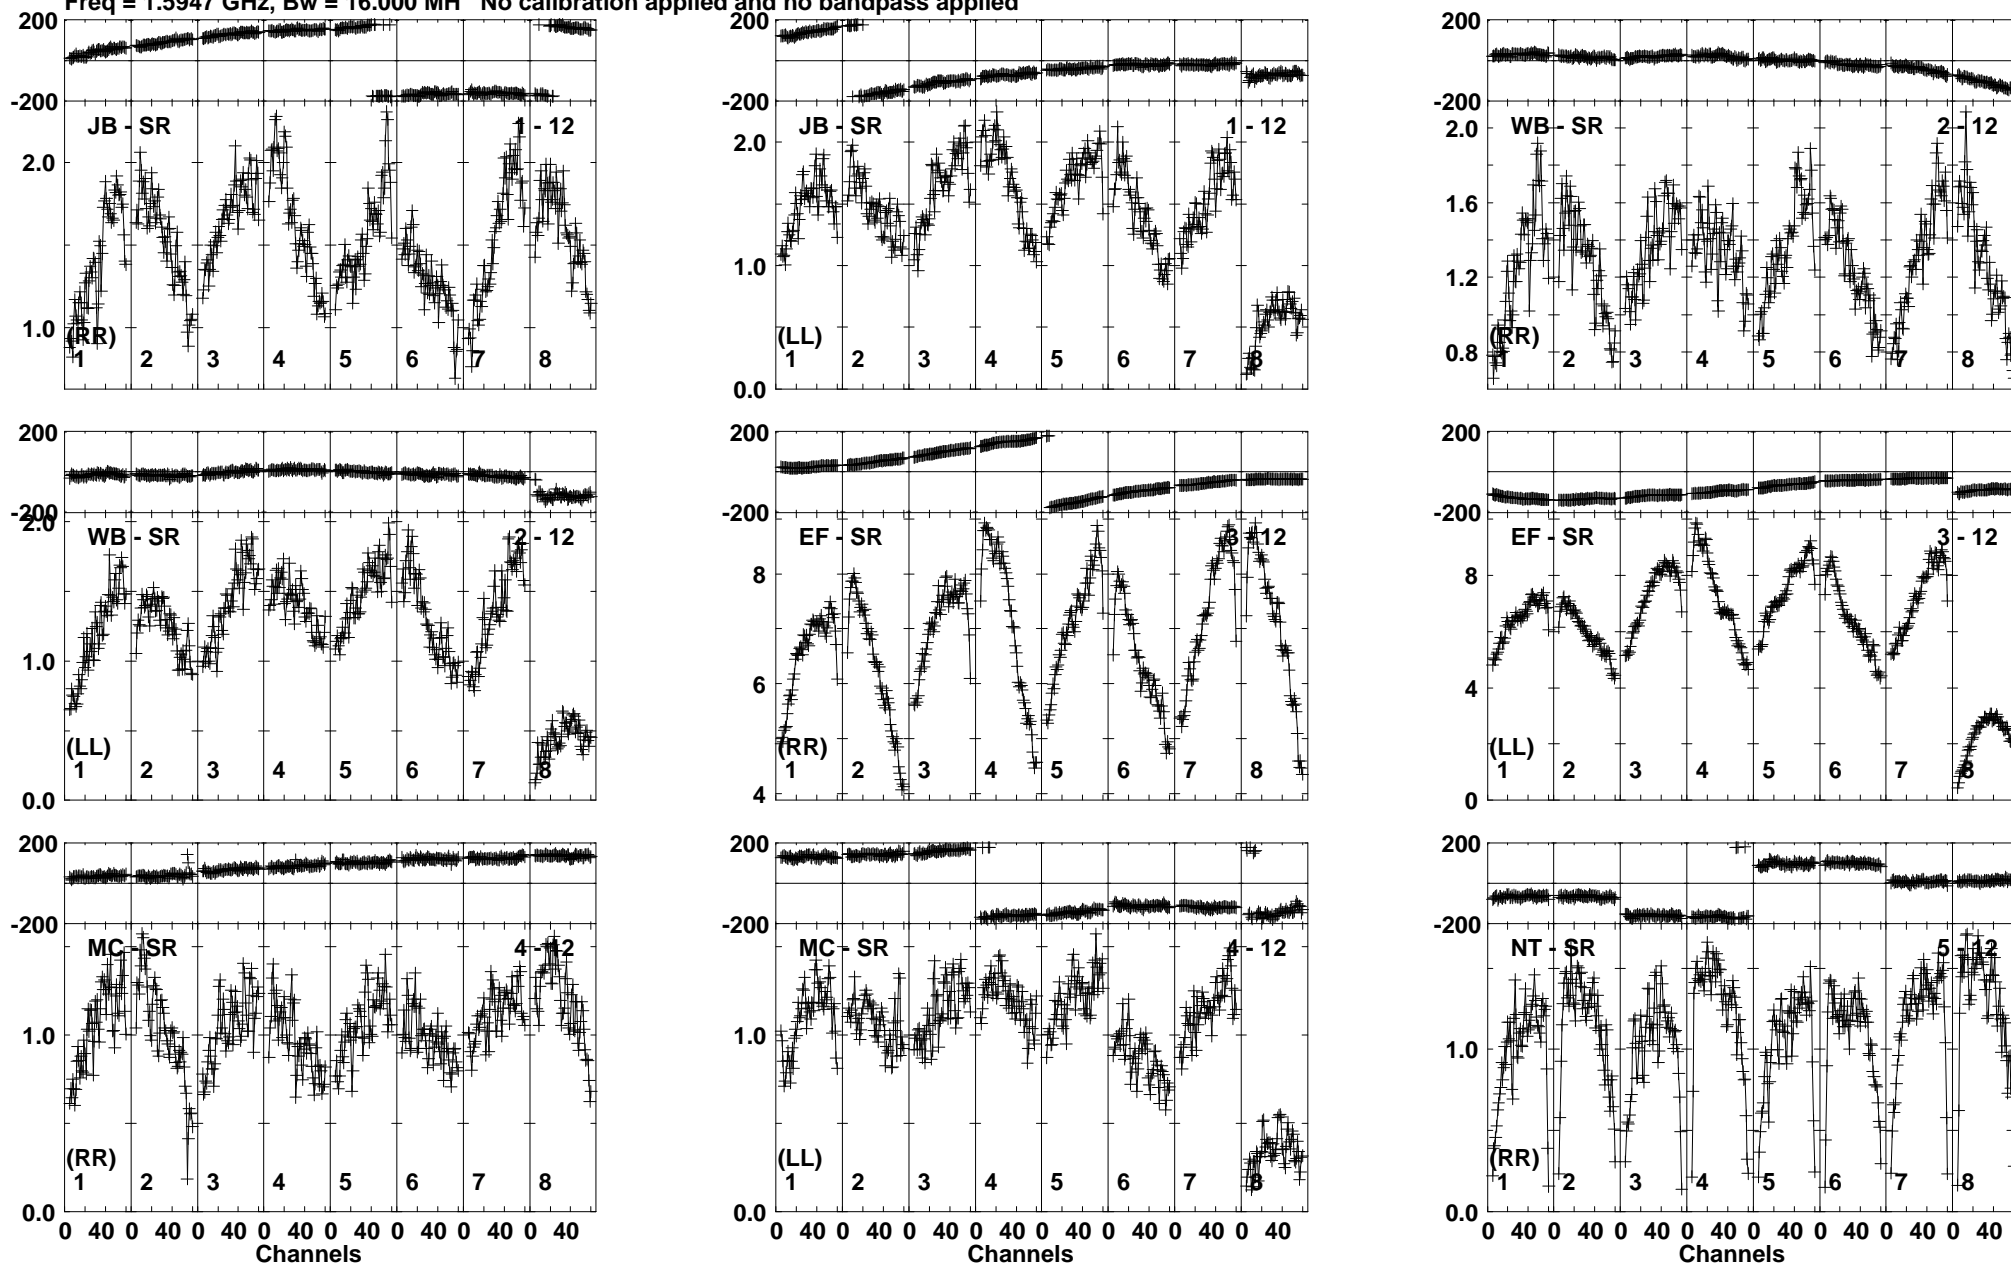 Freq = 1.5947 GHz, Bw = 16.000 MH No calibration applied and no bandpass applied
200
-200
JB - SR
1 - 12
2.0
1.0
(RR)
1 2 3 4 5 6 7 8
200
-200
JB - SR
1 - 12
2.0
1.0
0.0
(LL)
1 2 3 4 5 6 7 8
200
-200
WB - SR
2 - 12
2.0
1.6
1.2
0.8
(RR)
1 2 3 4 5 6 7 8
200
-200
WB - SR
2 - 12
2.0
1.0
0.0
(LL)
1 2 3 4 5 6 7 8
200
-200
EF - SR
3 - 12
8
6
4
(RR)
1 2 3 4 5 6 7 8
200
-200
EF - SR
3 - 12
8
4
0
(LL)
1 2 3 4 5 6 7 8
200
-200
MC - SR
4 - 12
1.0
0.0
(RR)
1 2 3 4 5 6 7 8
0 40 0 40 0 40 0 40 0 40 0 40 0 40 0 40
Channels
200
-200
MC - SR
4 - 12
1.0
0.0
(LL)
1 2 3 4 5 6 7 8
0 40 0 40 0 40 0 40 0 40 0 40 0 40 0 40
Channels
200
-200
NT - SR
5 - 12
1.0
0.0
(RR)
1 2 3 4 5 6 7 8
0 40 0 40 0 40 0 40 0 40 0 40 0 40 0 40
Channels